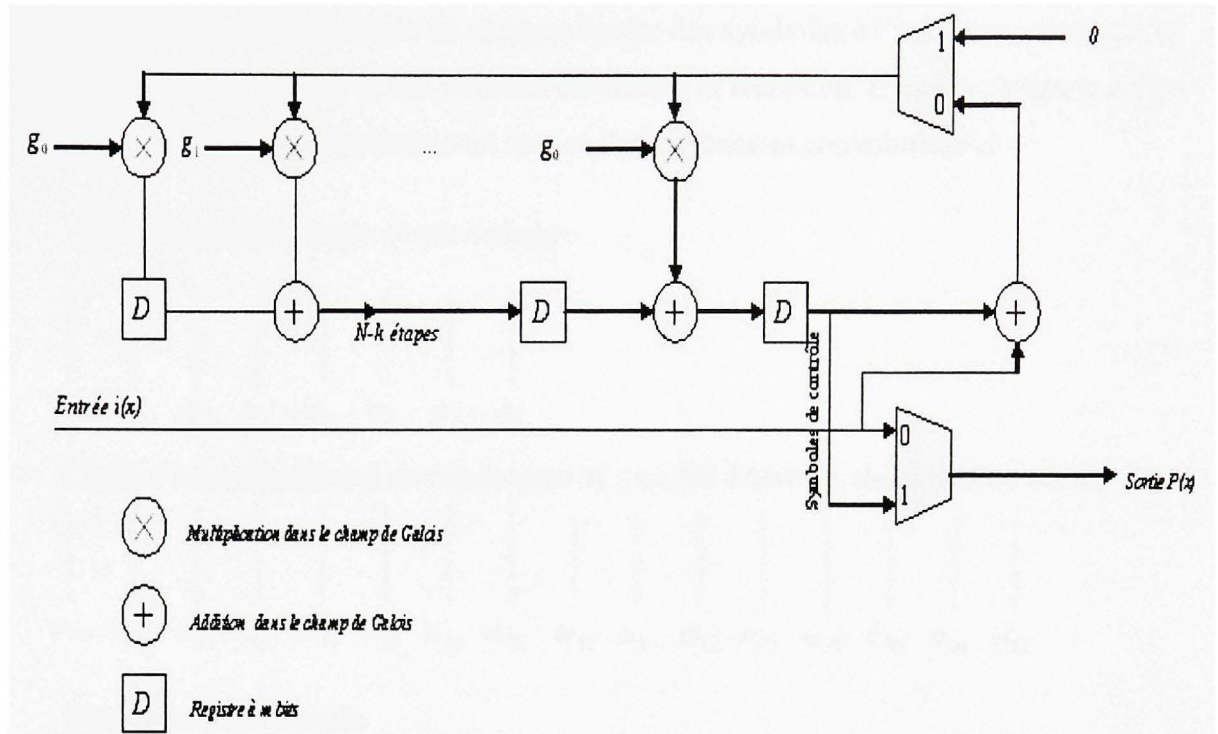 1
0
0
g₀ × g₁ × ... g₀ ×
D + D + D +
N-k étapes
Symboles de contrôle
Entrée i(x)
0
1
Sortie P(x)
× Multiplication dans le champ de Galois
+ Addition dans le champ de Galois
D Registre à m bits